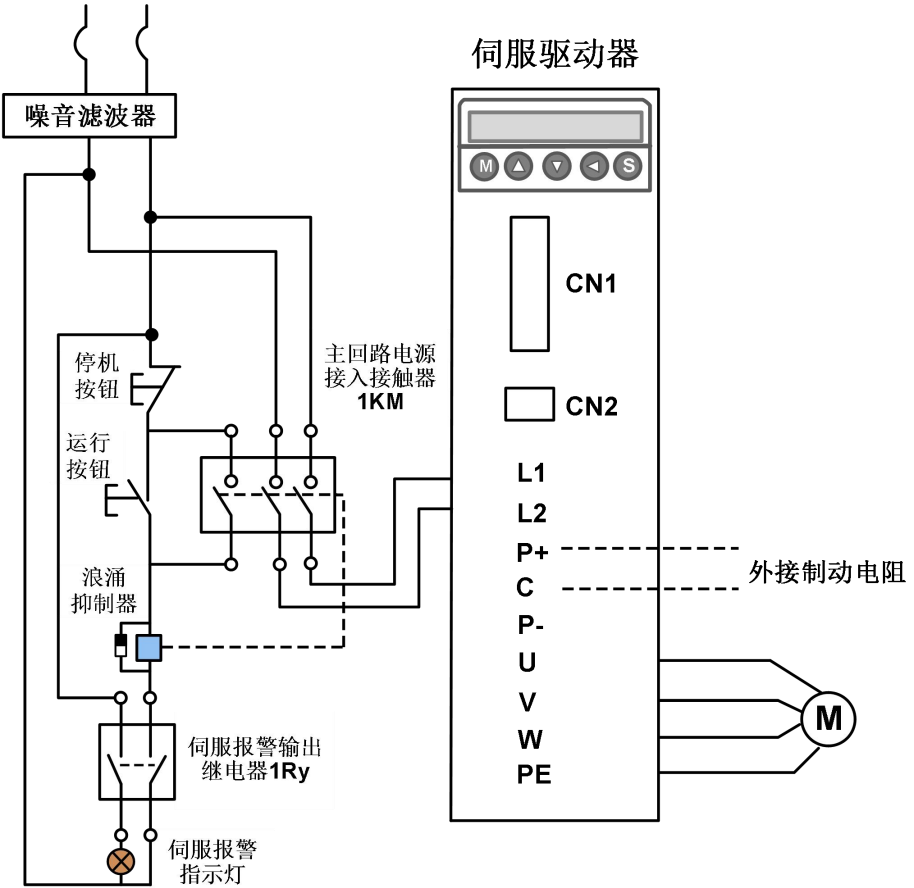 伺服驱动器
噪音滤波器
M
S
CN1
停机
按钮
主回路电源
接入接触器
1KM
CN2
运行
按钮
L1
L2
P+
C
外接制动电阻
浪涌
抑制器
P-
U
V
M
W
PE
伺服报警输出
继电器1Ry
伺服报警
指示灯